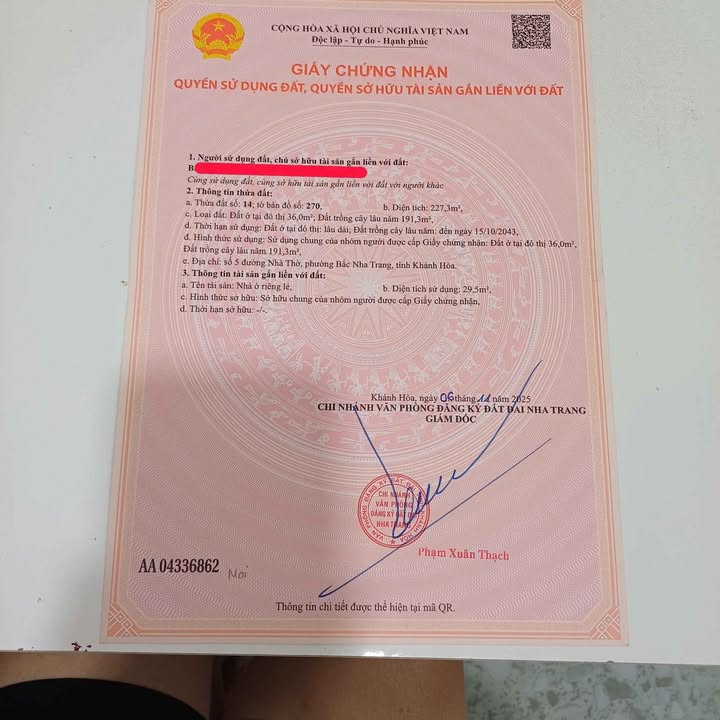 CỘNG HÒA XÃ HỘI CHỦ NGHĨA VIỆT NAM
Độc lập - Tự do - Hạnh phúc
GIẤY CHỨNG NHẬN
QUYỀN SỬ DỤNG ĐẤT, QUYỀN SỞ HỮU TÀI SẢN GẮN LIỀN VỚI ĐẤT
1. Người sử dụng đất, chủ sở hữu tài sản gắn liền với đất:
B
Cùng sử dụng đất, cùng sở hữu tài sản gắn liền với đất với người khác
2. Thông tin thửa đất:
a. Thửa đất số: 14; tờ bản đồ số: 270, b. Diện tích: 227,3m²,
c. Loại đất: Đất ở tại đô thị 36,0m²; Đất trồng cây lâu năm 191,3m²,
d. Thời hạn sử dụng: Đất ở tại đô thị: lâu dài; Đất trồng cây lâu năm: đến ngày 15/10/2043,
đ. Hình thức sử dụng: Sử dụng chung của nhóm người được cấp Giấy chứng nhận: Đất ở tại đô thị 36,0m²,
Đất trồng cây lâu năm 191,3m²,
e. Địa chỉ: số 5 đường Nhà Thờ, phường Bắc Nha Trang, tỉnh Khánh Hòa.
3. Thông tin tài sản gắn liền với đất:
a. Tên tài sản: Nhà ở riêng lẻ, b. Diện tích sử dụng: 29,5m²,
c. Hình thức sở hữu: Sở hữu chung của nhóm người được cấp Giấy chứng nhận,
d. Thời hạn sở hữu: -/-.
Khánh Hòa, ngày 06 tháng 11 năm 2025
CHI NHÁNH VĂN PHÒNG ĐĂNG KÝ ĐẤT ĐAI NHA TRANG
GIÁM ĐỐC
CHI NHÁNH
VĂN PHÒNG
ĐĂNG KÝ ĐẤT ĐAI
NHA TRANG
Phạm Xuân Thạch
AA 04336862
Thông tin chi tiết được thể hiện tại mã QR.